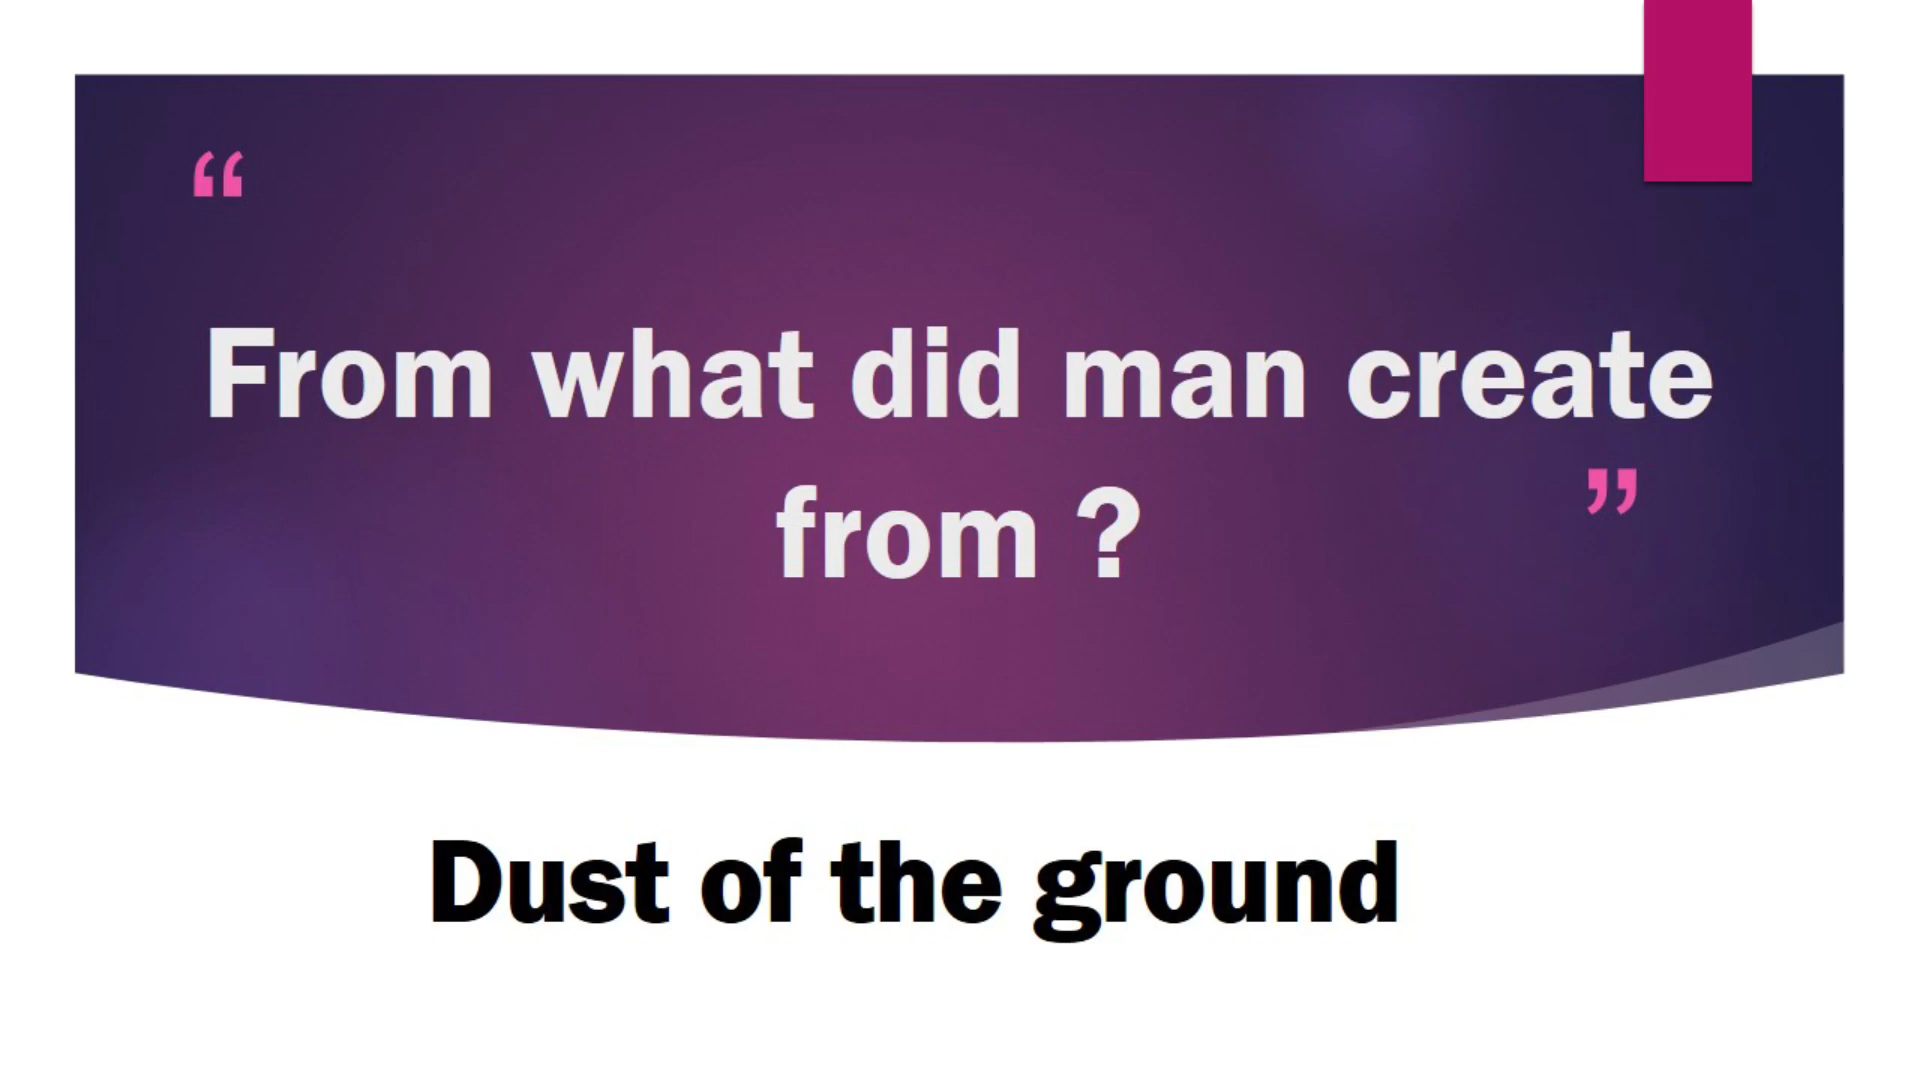 “
From what did man create
from ?
”
Dust of the ground